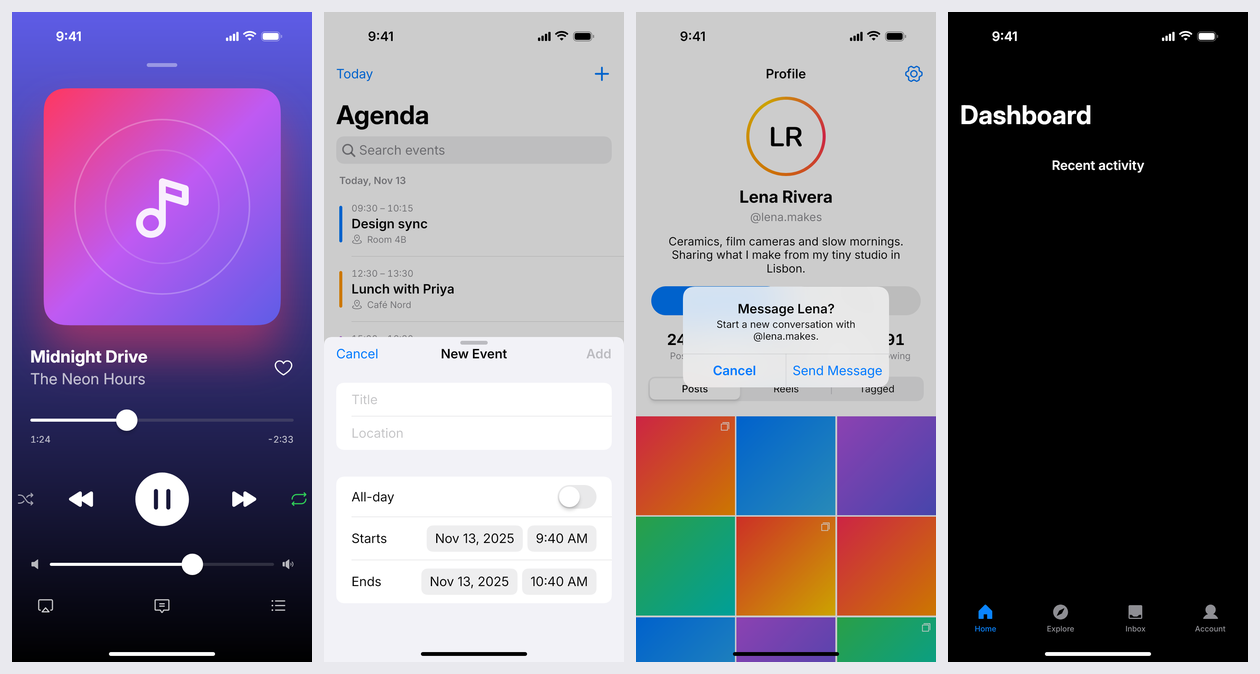 9:41
Midnight Drive
The Neon Hours
1:24
-2:33
9:41
Today
Agenda
Search events
Today, Nov 13
09:30 – 10:15
Design sync
Room 4B
12:30 – 13:30
Lunch with Priya
Café Nord
Cancel
New Event
Add
Title
Location
All-day
Starts
Nov 13, 2025
9:40 AM
Ends
Nov 13, 2025
10:40 AM
9:41
Profile
LR
Lena Rivera
@lena.makes
Ceramics, film cameras and slow mornings.
Sharing what I make from my tiny studio in
Lisbon.
Message Lena?
Start a new conversation with
@lena.makes.
Cancel
Send Message
Posts
Reels
Tagged
9:41
Dashboard
Recent activity
Home
Explore
Inbox
Account